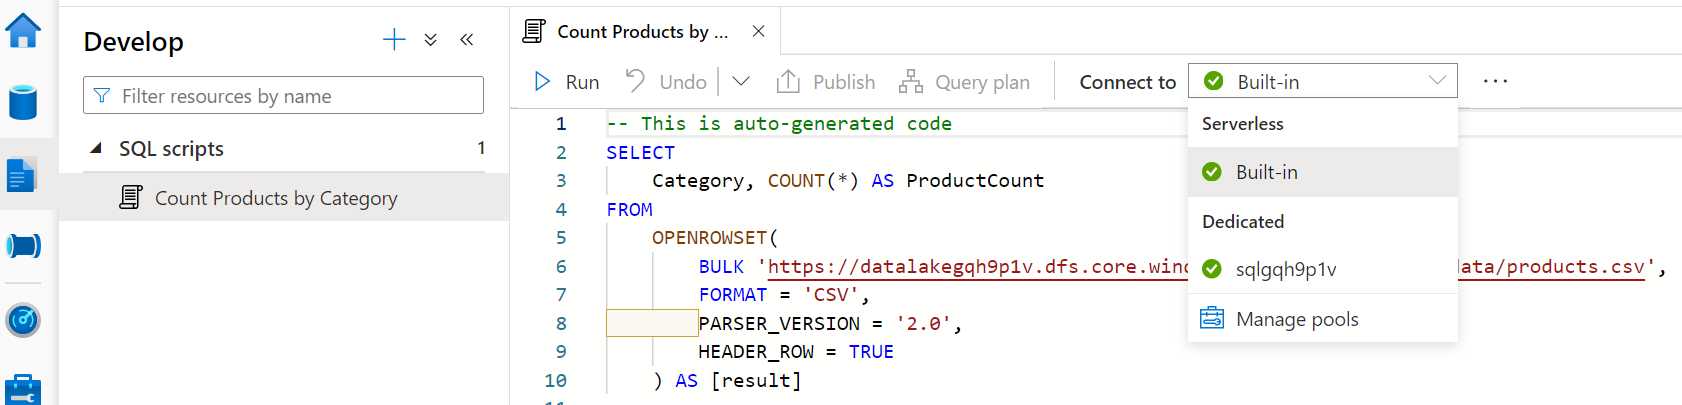 Develop
Filter resources by name
SQL scripts 1
Count Products by Category
Count Products by ...
Run Undo Publish Query plan Connect to Built-in ...
Serverless
Built-in
Dedicated
sqlgqh9p1v
Manage pools
1 -- This is auto-generated code
2 SELECT
3 Category, COUNT(*) AS ProductCount
4 FROM
5 OPENROWSET(
6 BULK 'https://datalakegqh9p1v.dfs.core.wind data/products.csv',
7 FORMAT = 'CSV',
8 PARSER_VERSION = '2.0',
9 HEADER_ROW = TRUE
10 ) AS [result]